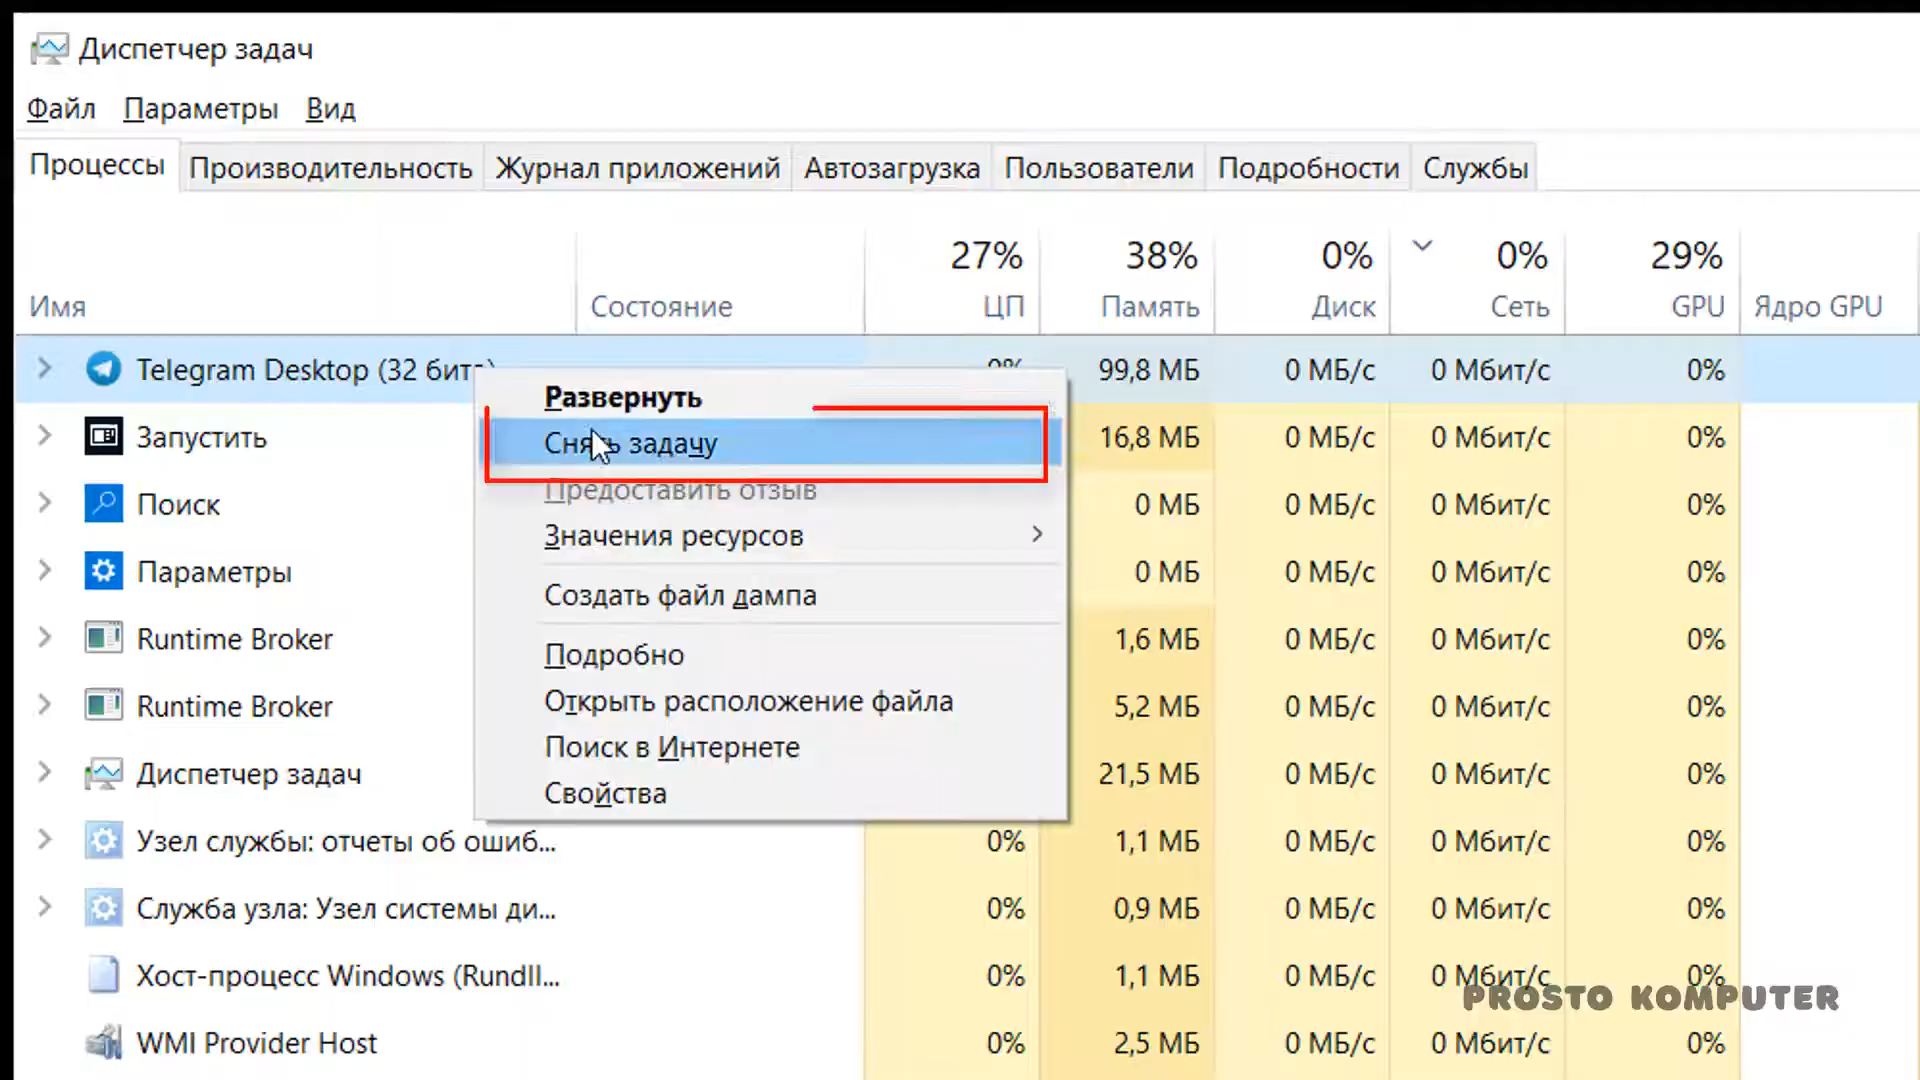 Диспетчер задач
Файл Параметры Вид
Процессы Производительность Журнал приложений Автозагрузка Пользователи Подробности Службы
27% 38% 0% 0% 29%
Имя Состояние ЦП Память Диск Сеть GPU Ядро GPU
Telegram Desktop (32 бита) 0% 99,8 МБ 0 МБ/с 0 Мбит/с 0%
Развернуть
Запустить 16,8 МБ 0 МБ/с 0 Мбит/с 0%
Снять задачу
Предоставить отзыв
Поиск 0 МБ 0 МБ/с 0 Мбит/с 0%
Значения ресурсов
Параметры 0 МБ 0 МБ/с 0 Мбит/с 0%
Создать файл дампа
Runtime Broker 1,6 МБ 0 МБ/с 0 Мбит/с 0%
Подробно
Runtime Broker 5,2 МБ 0 МБ/с 0 Мбит/с 0%
Открыть расположение файла
Поиск в Интернете
Диспетчер задач 21,5 МБ 0 МБ/с 0 Мбит/с 0%
Свойства
Узел службы: отчеты об ошиб... 0% 1,1 МБ 0 МБ/с 0 Мбит/с 0%
Служба узла: Узел системы ди... 0% 0,9 МБ 0 МБ/с 0 Мбит/с 0%
Хост-процесс Windows (Rundll... 0% 1,1 МБ 0 МБ/с 0 Мбит/с 0%
PROSTO KOMPUTER
WMI Provider Host 0% 2,5 МБ 0 МБ/с 0 Мбит/с 0%